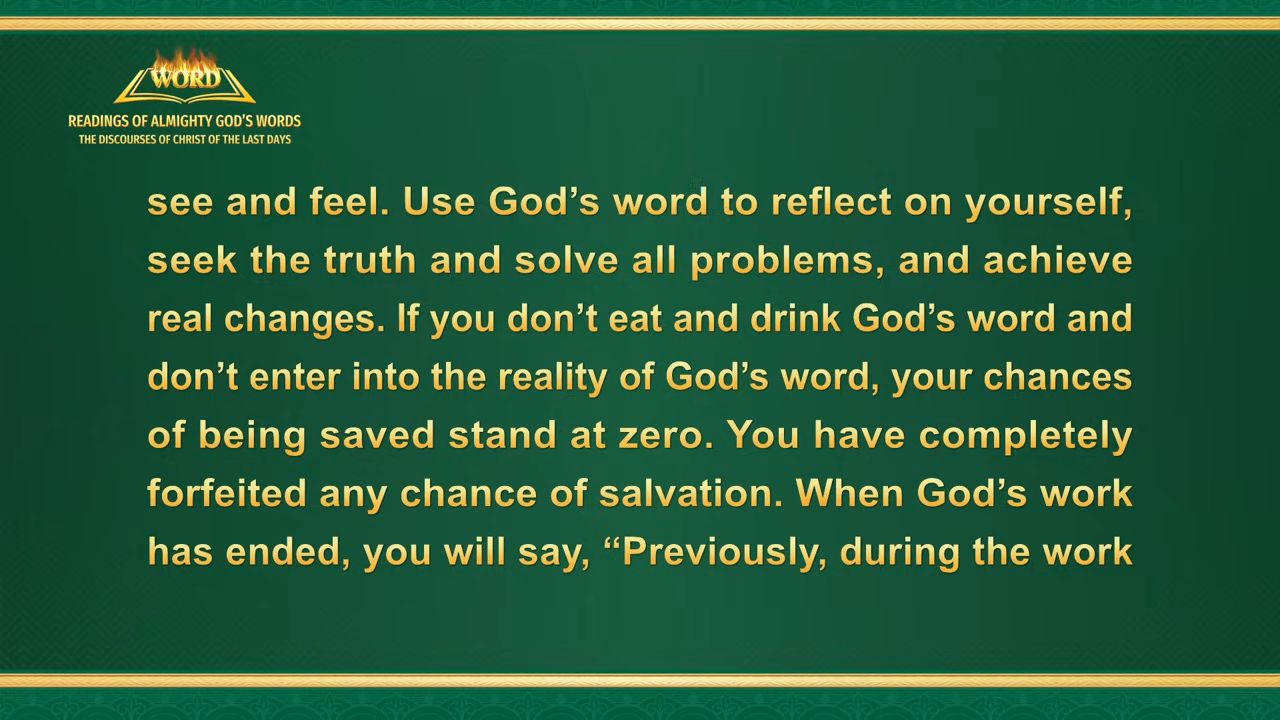 WORD
READINGS OF ALMIGHTY GOD’S WORDS
THE DISCOURSES OF CHRIST OF THE LAST DAYS
see and feel. Use God’s word to reflect on yourself,
seek the truth and solve all problems, and achieve
real changes. If you don’t eat and drink God’s word and
don’t enter into the reality of God’s word, your chances
of being saved stand at zero. You have completely
forfeited any chance of salvation. When God’s work
has ended, you will say, “Previously, during the work